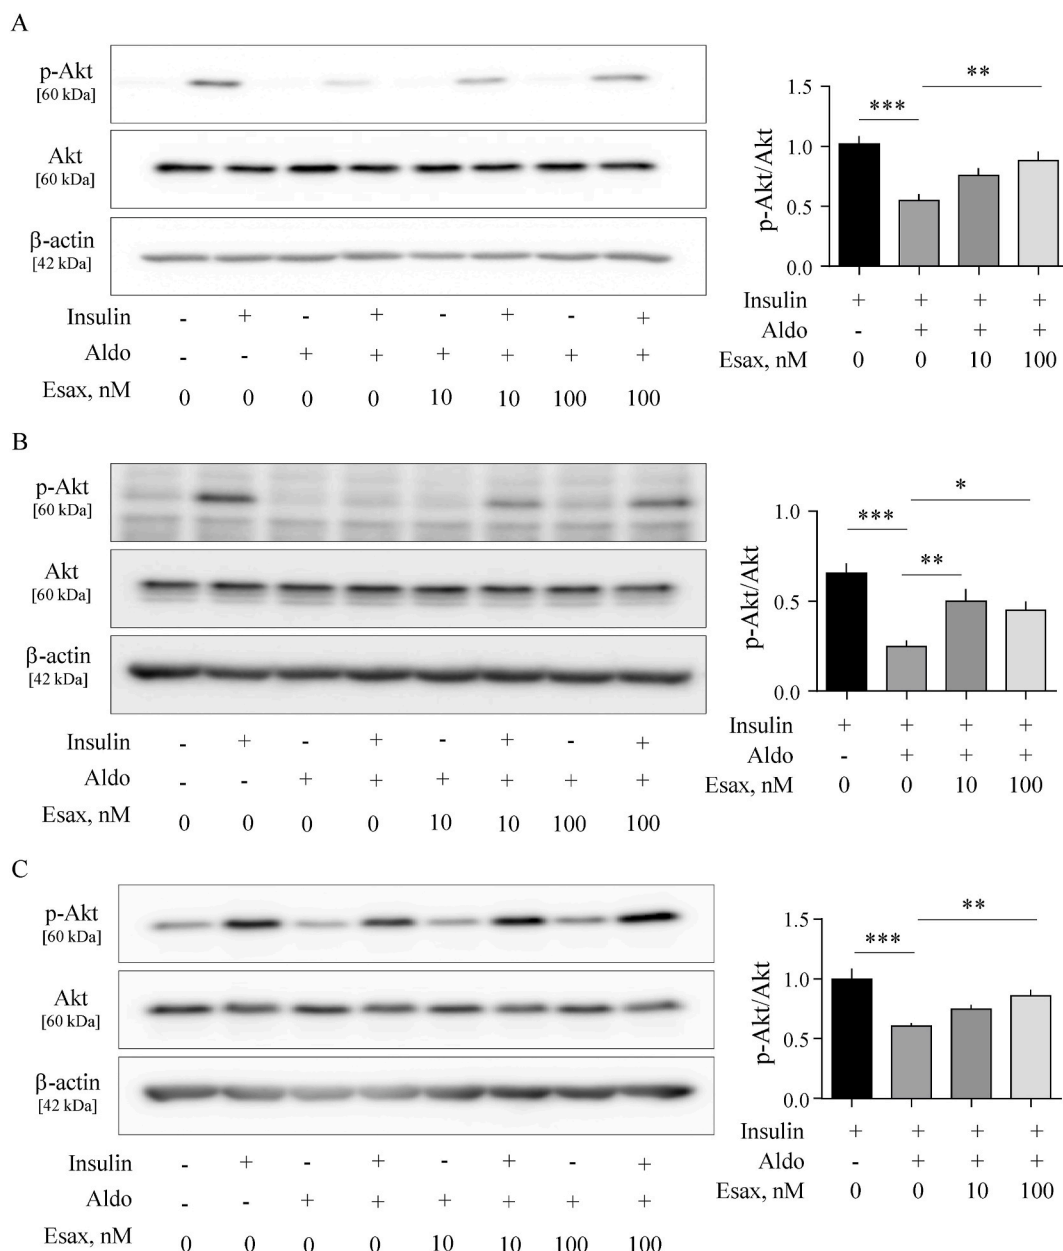 A
p-Akt
[60 kDa]
Akt
[60 kDa]
β-actin
[42 kDa]
Insulin - + - + - + - +
Aldo - - + + + + + +
Esax, nM 0 0 0 0 10 10 100 100
p-Akt/Akt
1.5
1.0
0.5
0.0
***
**
Insulin + + + +
Aldo - + + +
Esax, nM 0 0 10 100
B
p-Akt
[60 kDa]
Akt
[60 kDa]
β-actin
[42 kDa]
Insulin - + - + - + - +
Aldo - - + + + + + +
Esax, nM 0 0 0 0 10 10 100 100
p-Akt/Akt
1.0
0.5
0.0
*
***
**
Insulin + + + +
Aldo - + + +
Esax, nM 0 0 10 100
C
p-Akt
[60 kDa]
Akt
[60 kDa]
β-actin
[42 kDa]
Insulin - + - + - + - +
Aldo - - + + + + + +
Esax, nM 0 0 0 0 10 10 100 100
p-Akt/Akt
1.5
1.0
0.5
0.0
**
***
Insulin + + + +
Aldo - + + +
Esax, nM 0 0 10 100